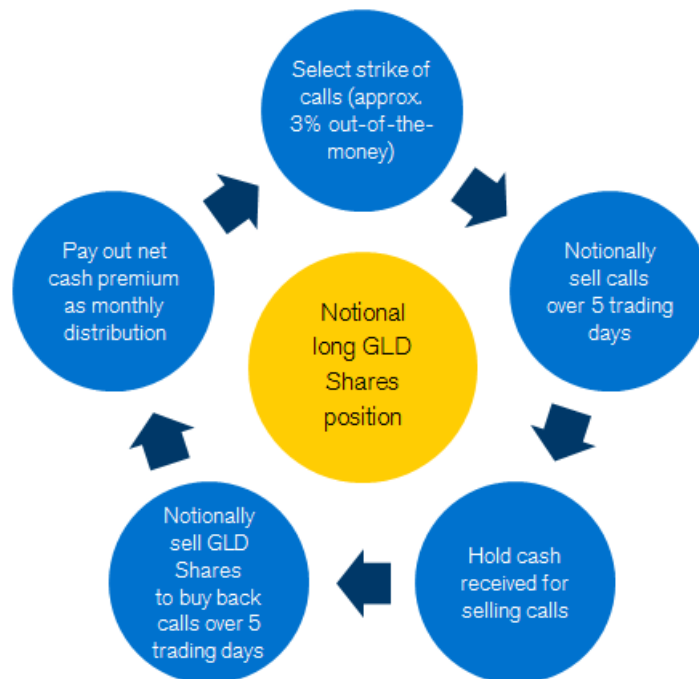 Select strike of
calls (approx.
3% out-of-the-
money)
Notionally
sell calls
over 5 trading
days
Hold cash
received for
selling calls
Notionally
sell GLD
Shares
to buy back
calls over 5
trading days
Pay out net
cash premium
as monthly
distribution
Notional
long GLD
Shares
position